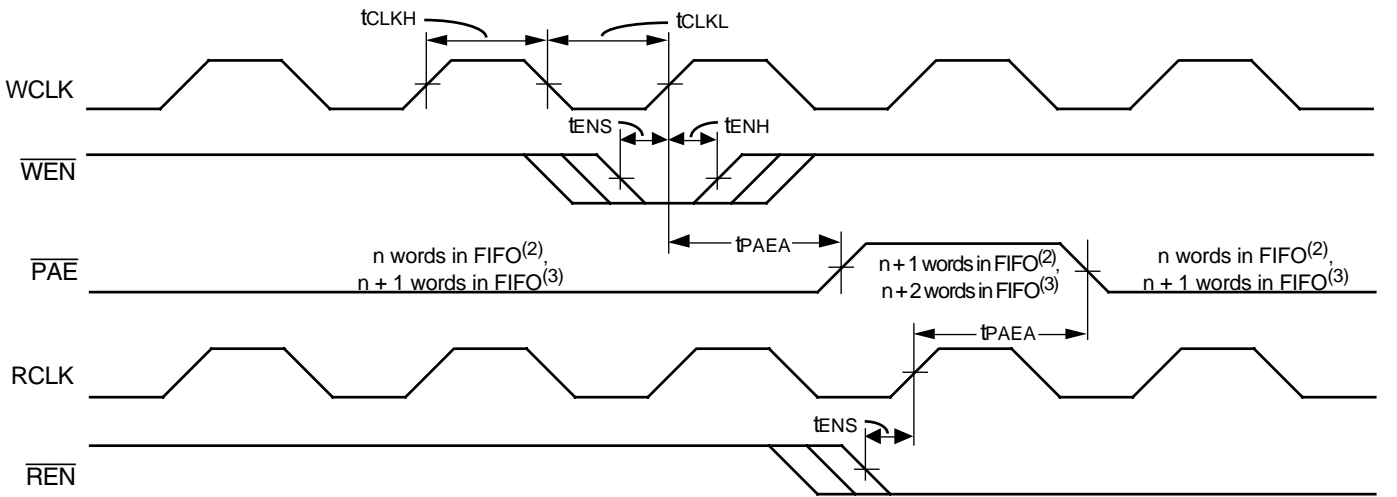 tCLKH
tCLKL
WCLK
tENS
tENH
WEN
tPAEA
PAE
n words in FIFO(2),
n + 1 words in FIFO(3)
n + 1 words in FIFO(2),
n + 2 words in FIFO(3)
n words in FIFO(2),
n + 1 words in FIFO(3)
tPAEA
RCLK
tENS
REN